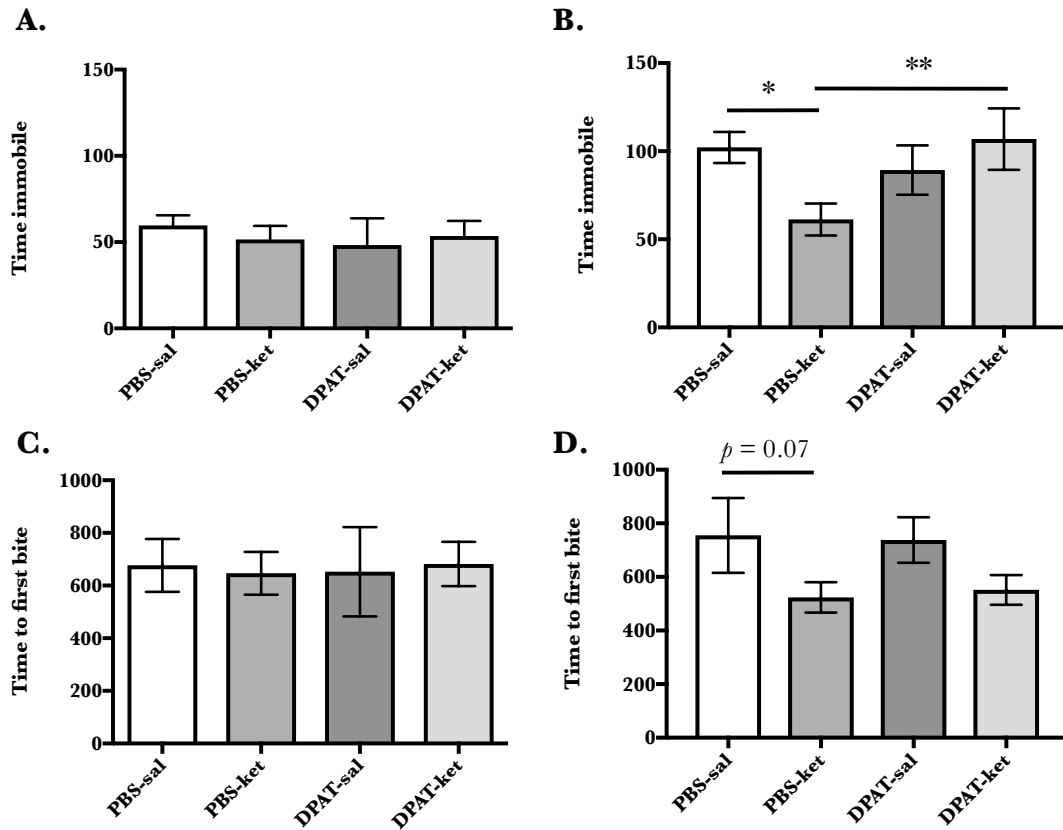 A.
Time immobile
150
100
50
0
PBS-sal
PBS-ket
DPAT-sal
DPAT-ket
B.
Time immobile
150
100
50
0
*
**
PBS-sal
PBS-ket
DPAT-sal
DPAT-ket
C.
Time to first bite
1000
800
600
400
200
0
PBS-sal
PBS-ket
DPAT-sal
DPAT-ket
D.
Time to first bite
1000
800
600
400
200
0
p = 0.07
PBS-sal
PBS-ket
DPAT-sal
DPAT-ket